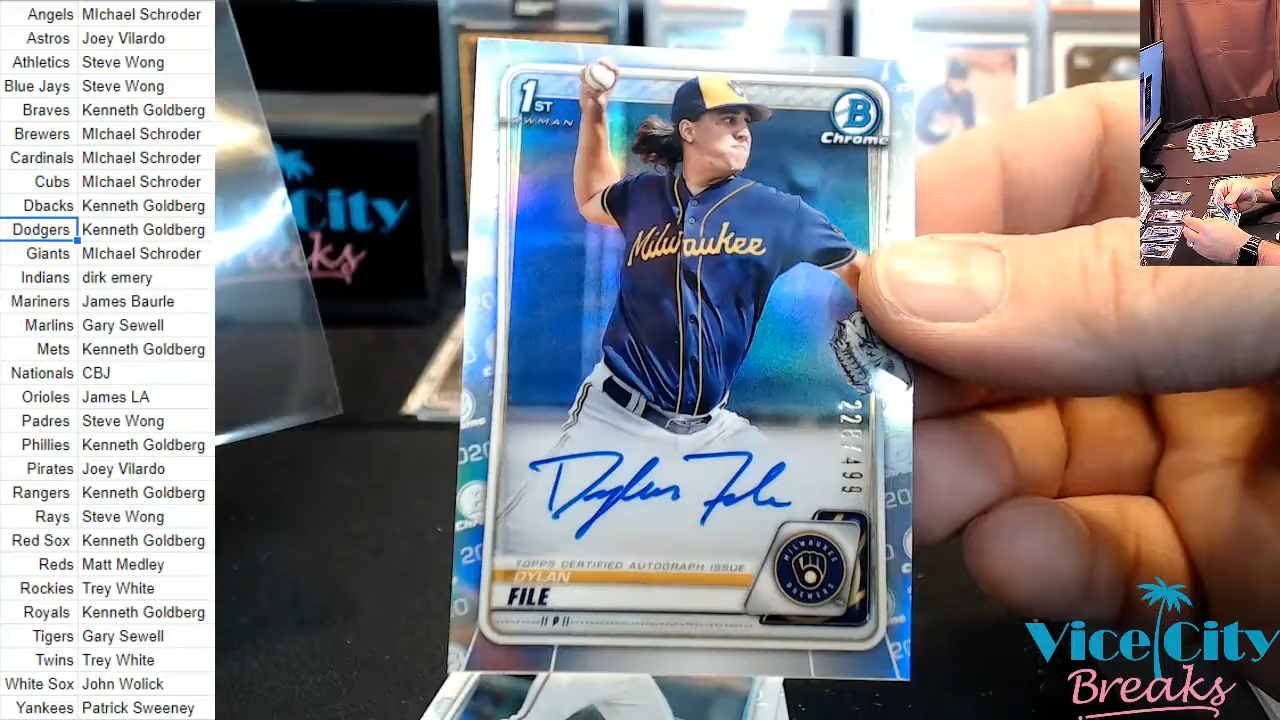 Angels MIchael Schroder
Astros Joey Vilardo
Athletics Steve Wong
Blue Jays Steve Wong
Braves Kenneth Goldberg
Brewers MIchael Schroder
Cardinals MIchael Schroder
Cubs MIchael Schroder
Dbacks Kenneth Goldberg
Dodgers Kenneth Goldberg
Giants MIchael Schroder
Indians dirk emery
Mariners James Baurle
Marlins Gary Sewell
Mets Kenneth Goldberg
Nationals CBJ
Orioles James LA
Padres Steve Wong
Phillies Kenneth Goldberg
Pirates Joey Vilardo
Rangers Kenneth Goldberg
Rays Steve Wong
Red Sox Kenneth Goldberg
Reds Matt Medley
Rockies Trey White
Royals Kenneth Goldberg
Tigers Gary Sewell
Twins Trey White
White Sox John Wolick
Yankees Patrick Sweeney
City
1ST
BOWMAN
B
Chrome
Milwaukee
Dylan File
TOPPS CERTIFIED AUTOGRAPH ISSUE
DYLAN
FILE
P
MILWAUKEE
BREWERS
Vice City
Breaks